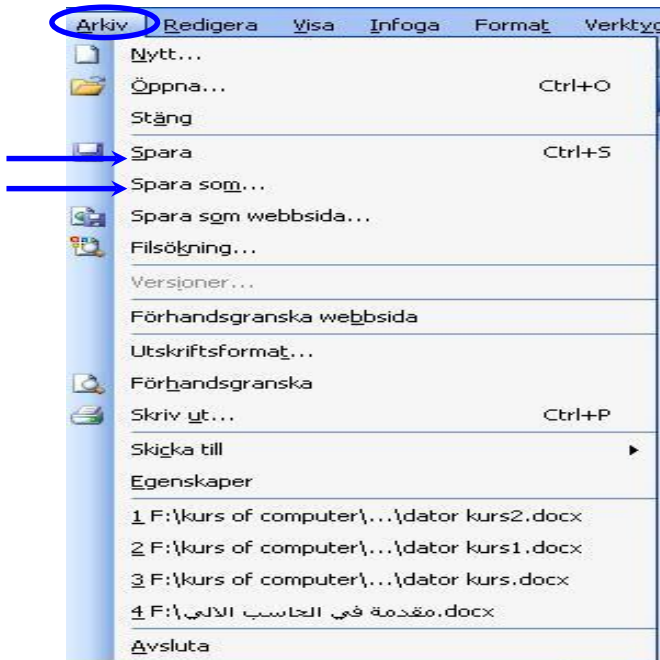 Arkiv Redigera Visa Infoga Format Verktyg
Nytt...
Öppna... Ctrl+O
Stäng
Spara Ctrl+S
Spara som...
Spara som webbsida...
Filsökning...
Versioner...
Förhandsgranska webbsida
Utskriftsformat...
Förhandsgranska
Skriv ut... Ctrl+P
Skicka till
Egenskaper
1 F:\kurs of computer\...\dator kurs2.docx
2 F:\kurs of computer\...\dator kurs1.docx
3 F:\kurs of computer\...\dator kurs.docx
4 F:\مقدمة في الحاسب الالي.docx
Avsluta